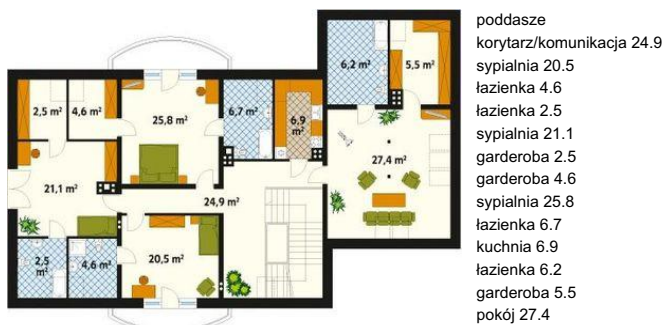 6,2 m²
5,5 m²
2,5 m²
4,6 m²
25,8 m²
6,7 m²
6,9
m²
27,4 m²
21,1 m²
24,9 m²
2,5
m²
4,6 m²
20,5 m²
poddasze
korytarz/komunikacja 24.9
sypialnia 20.5
łazienka 4.6
łazienka 2.5
sypialnia 21.1
garderoba 2.5
garderoba 4.6
sypialnia 25.8
łazienka 6.7
kuchnia 6.9
łazienka 6.2
garderoba 5.5
pokój 27.4